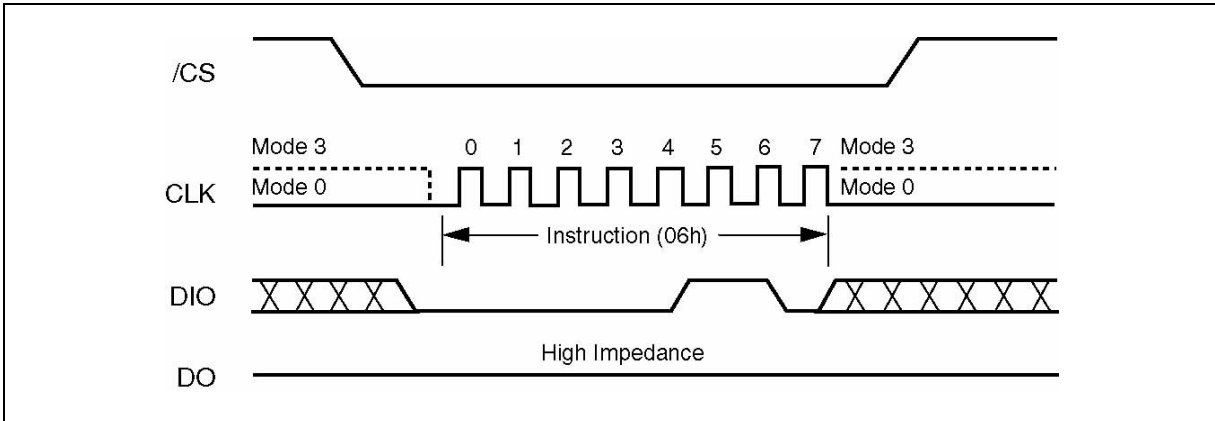 /CS
Mode 3 0 1 2 3 4 5 6 7 Mode 3
CLK Mode 0 Mode 0
Instruction (06h)
DIO
High Impedance
DO